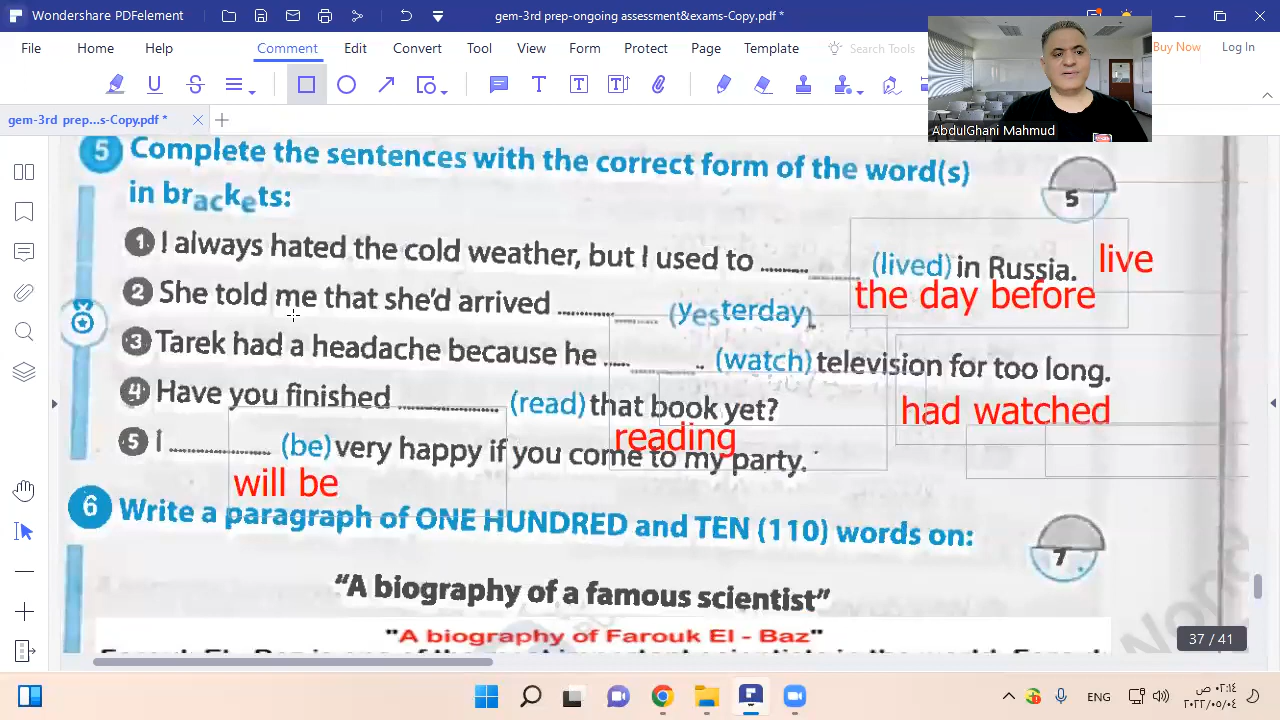 Wondershare PDFelement
gem-3rd prep-ongoing assessment&exams-Copy.pdf *
File Home Help Comment Edit Convert Tool View Form Protect Page Template Search Tools Buy Now Log In
gem-3rd prep...s-Copy.pdf *
AbdulGhani Mahmud
5 Complete the sentences with the correct form of the word(s)
in brackets:
5
1 I always hated the cold weather, but I used to .......... (lived) in Russia. live
2 She told me that she'd arrived .......... (yesterday). the day before
3 Tarek had a headache because he .......... (watch) television for too long.
had watched
4 Have you finished .......... (read) that book yet?
reading
5 I .......... (be) very happy if you come to my party.
will be
6 Write a paragraph of ONE HUNDRED and TEN (110) words on:
7
"A biography of a famous scientist"
"A biography of Farouk El - Baz"
37 / 41
ENG